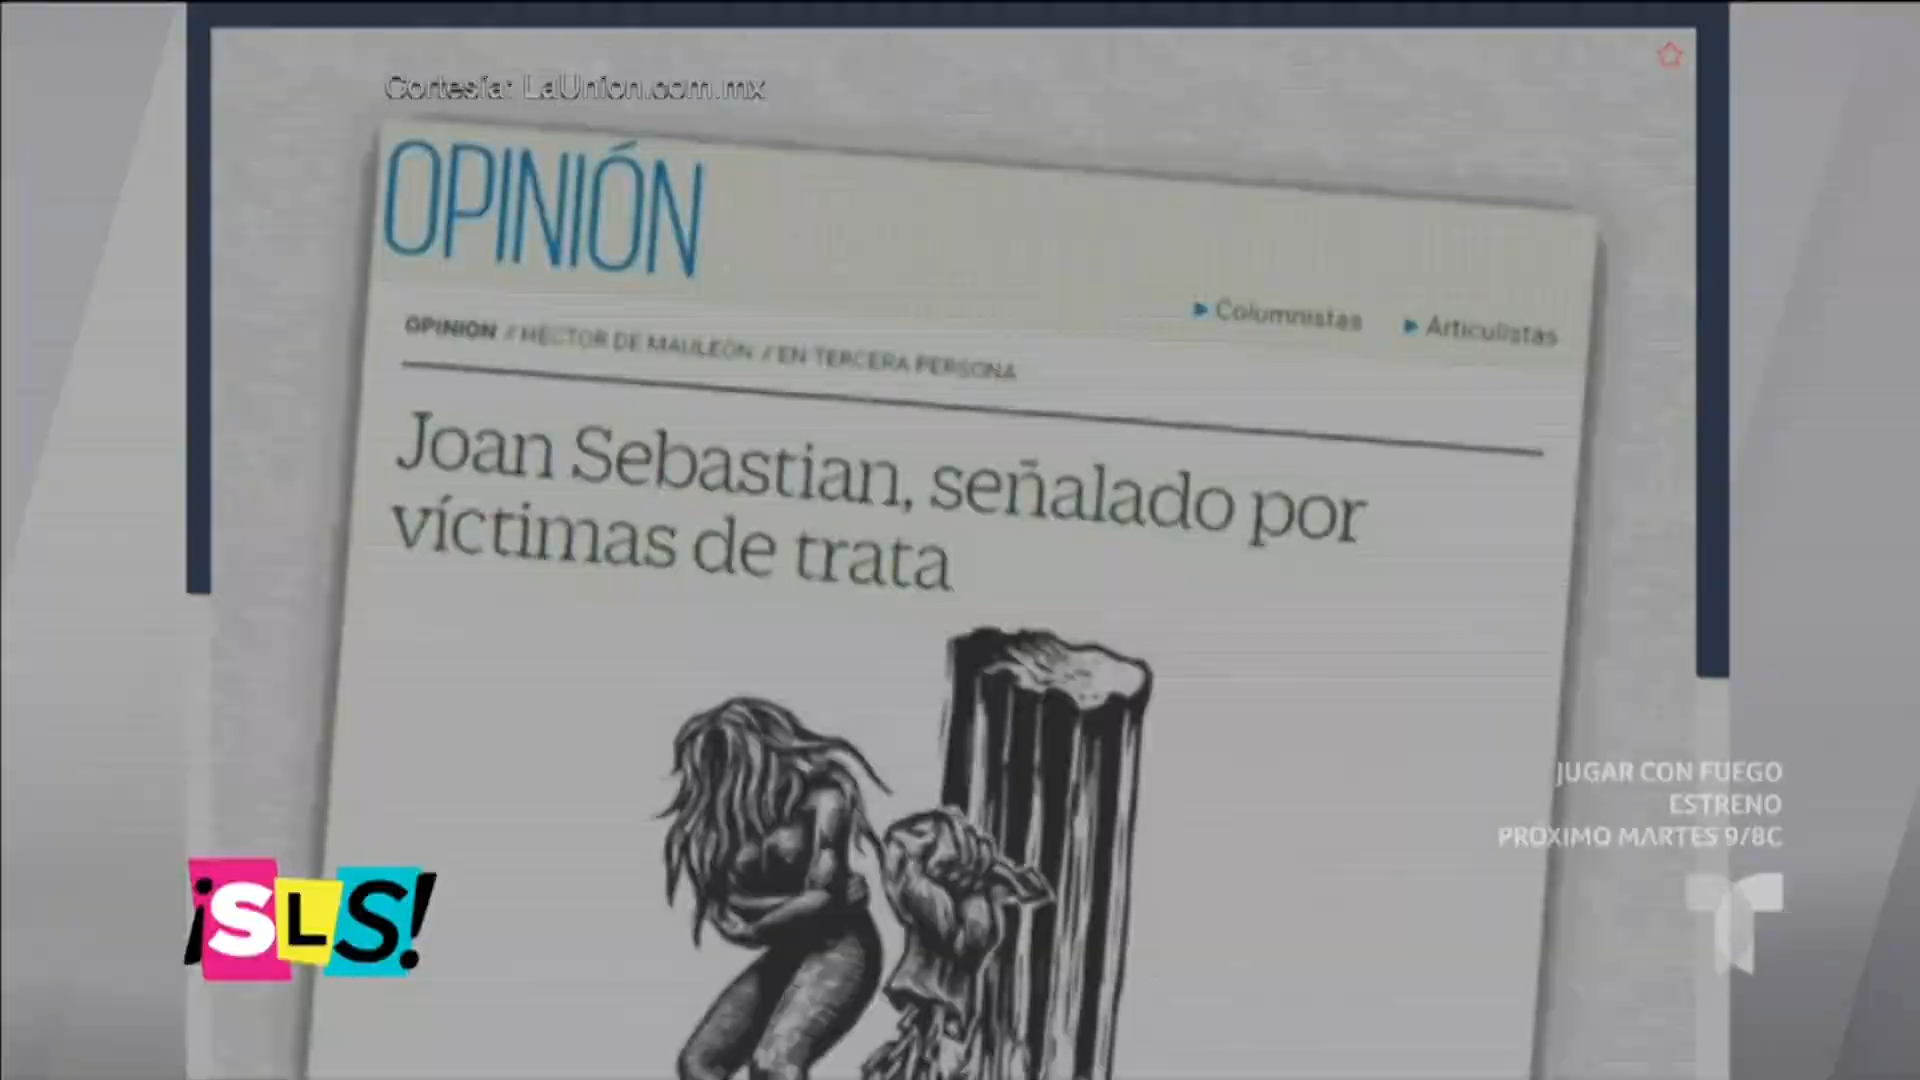 Cortesía: LaUnion.com.mx
OPINIÓN
Columnistas
Articulistas
OPINION / HÉCTOR DE MAULEÓN / EN TERCERA PERSONA
Joan Sebastian, señalado por
víctimas de trata
JUGAR CON FUEGO
ESTRENO
PRÓXIMO MARTES 9/8C
¡SLS!
T